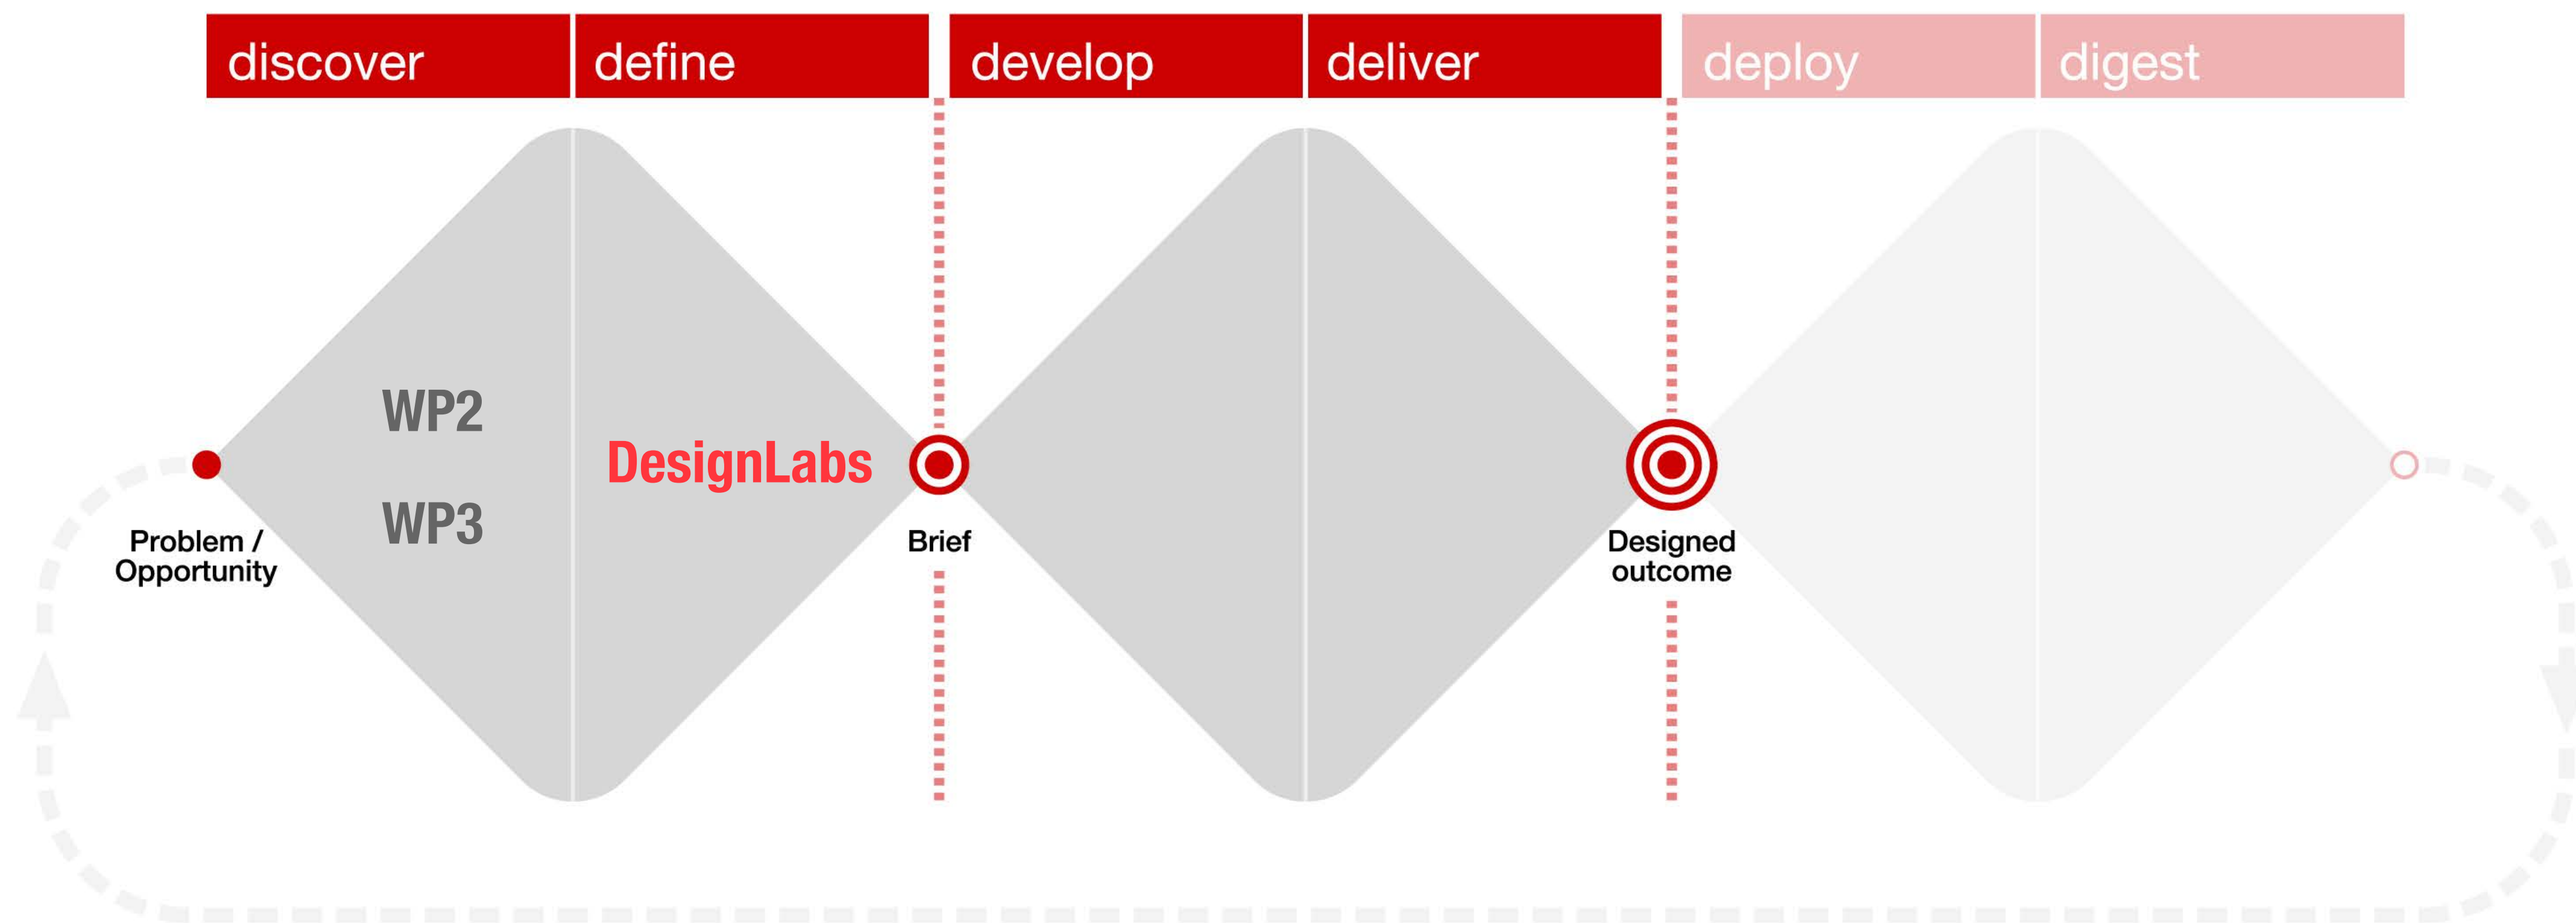 discover
define
develop
deliver
deploy
digest
WP2
WP3
DesignLabs
Problem /
Opportunity
Brief
Designed
outcome